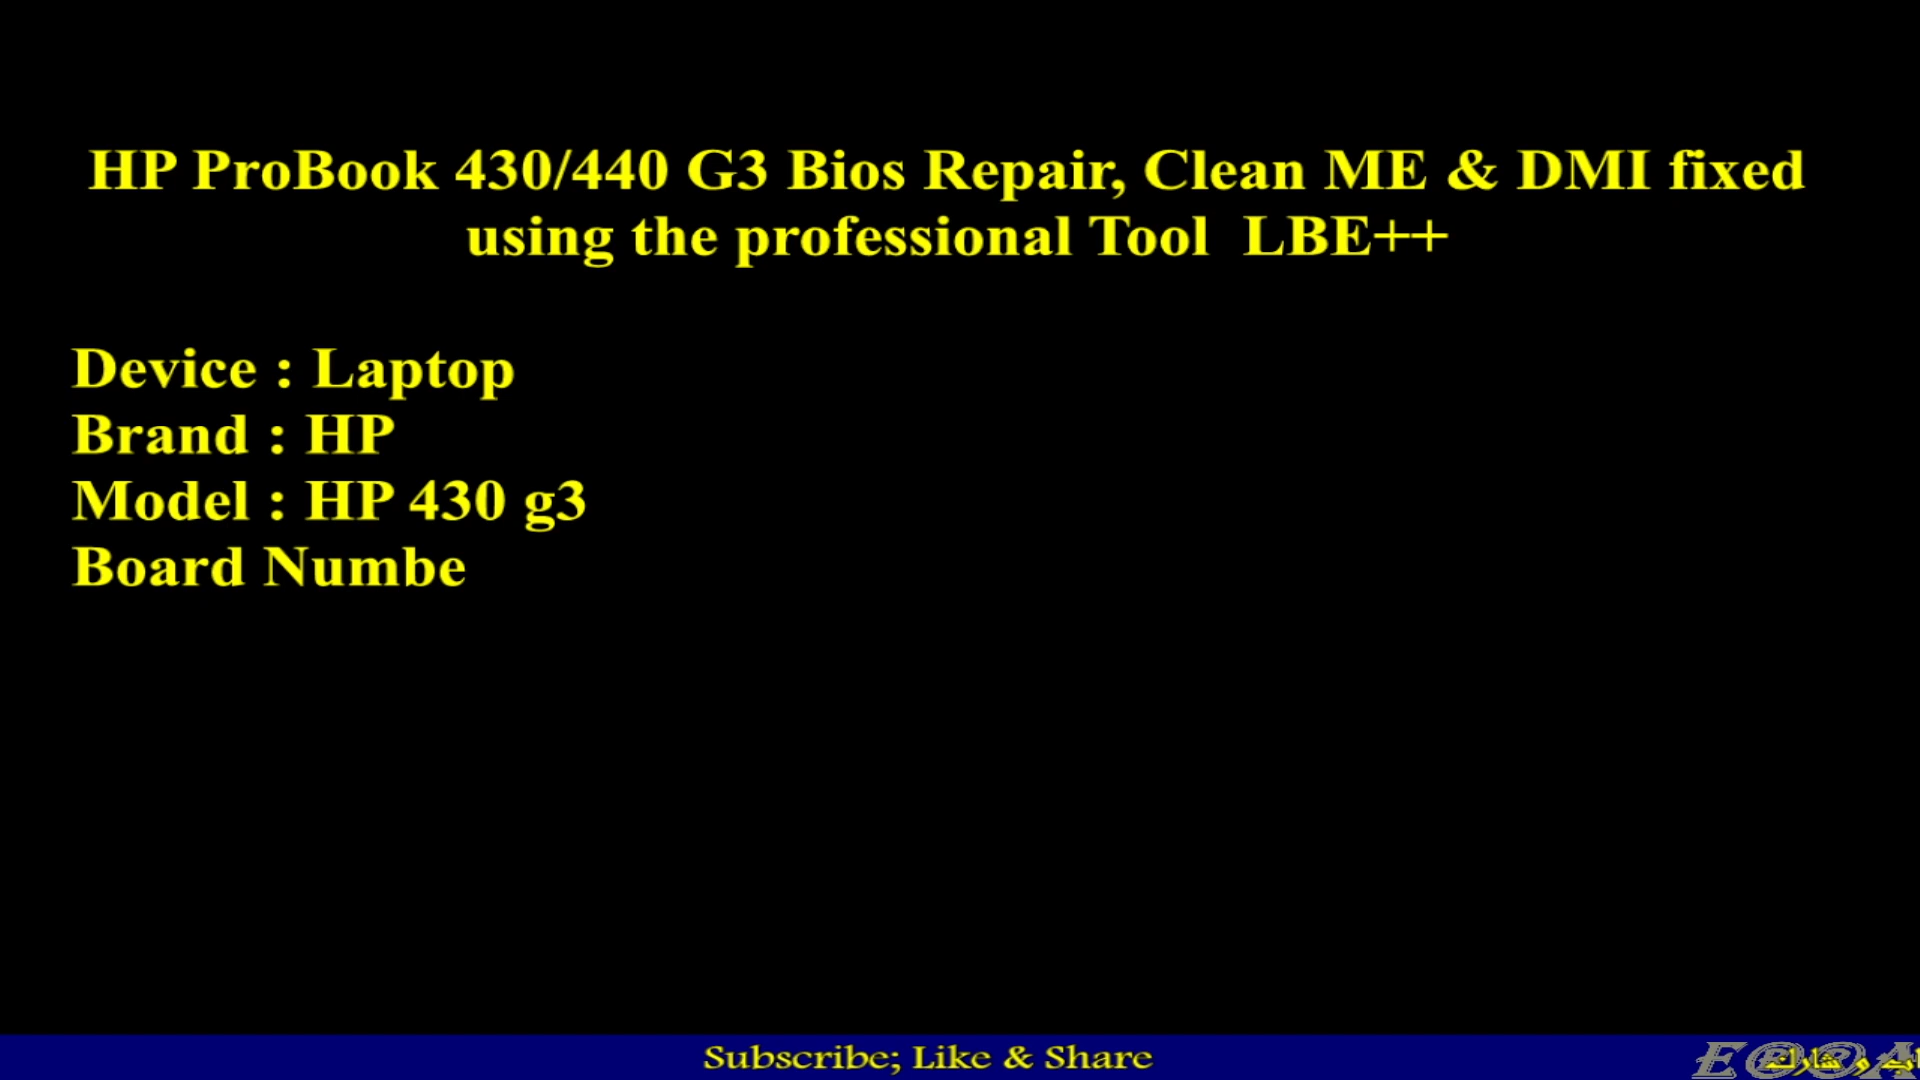 HP ProBook 430/440 G3 Bios Repair, Clean ME & DMI fixed
using the professional Tool LBE++
Device : Laptop
Brand : HP
Model : HP 430 g3
Board Numbe
Subscribe; Like & Share